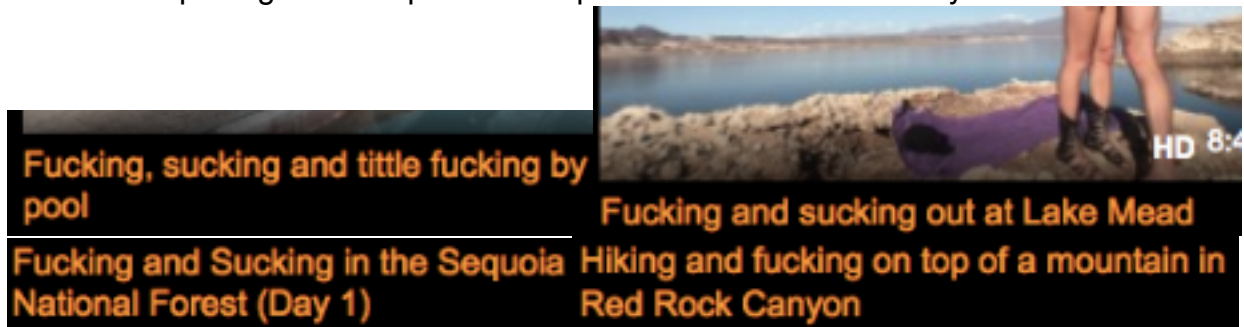 HD 8:4
Fucking, sucking and tittle fucking by
pool
Fucking and sucking out at Lake Mead
Fucking and Sucking in the Sequoia
National Forest (Day 1)
Hiking and fucking on top of a mountain in
Red Rock Canyon